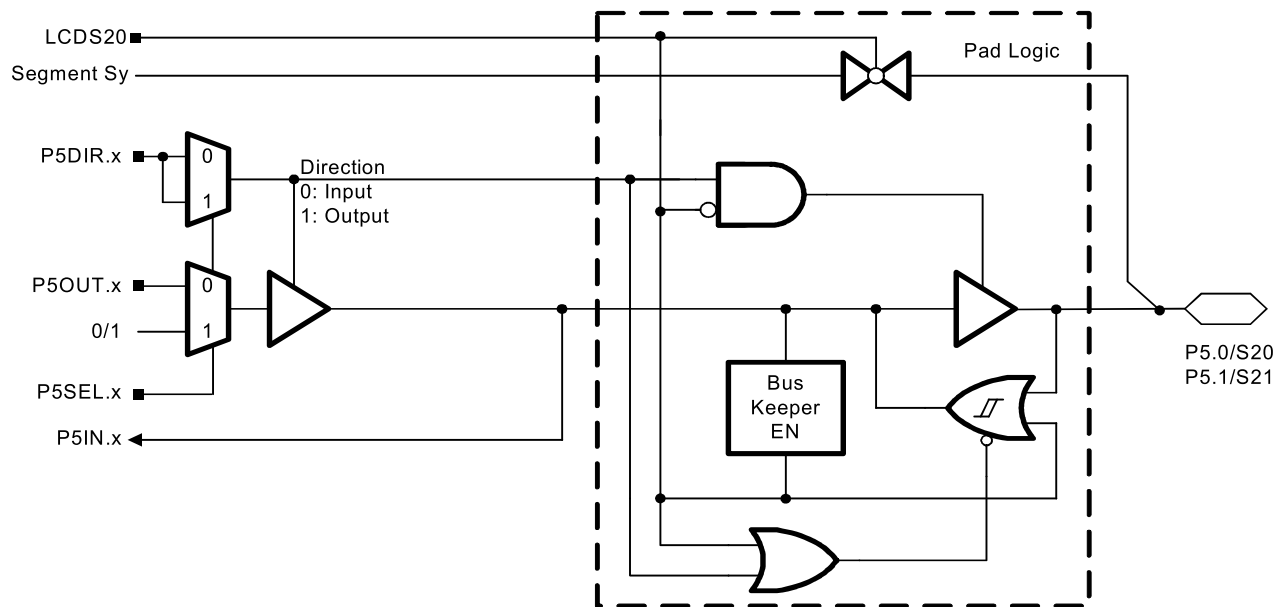 LCDS20
Segment Sy
Pad Logic
P5DIR.x
0
1
Direction
0: Input
1: Output
P5OUT.x
0
0/1
1
P5SEL.x
P5IN.x
Bus
Keeper
EN
P5.0/S20
P5.1/S21